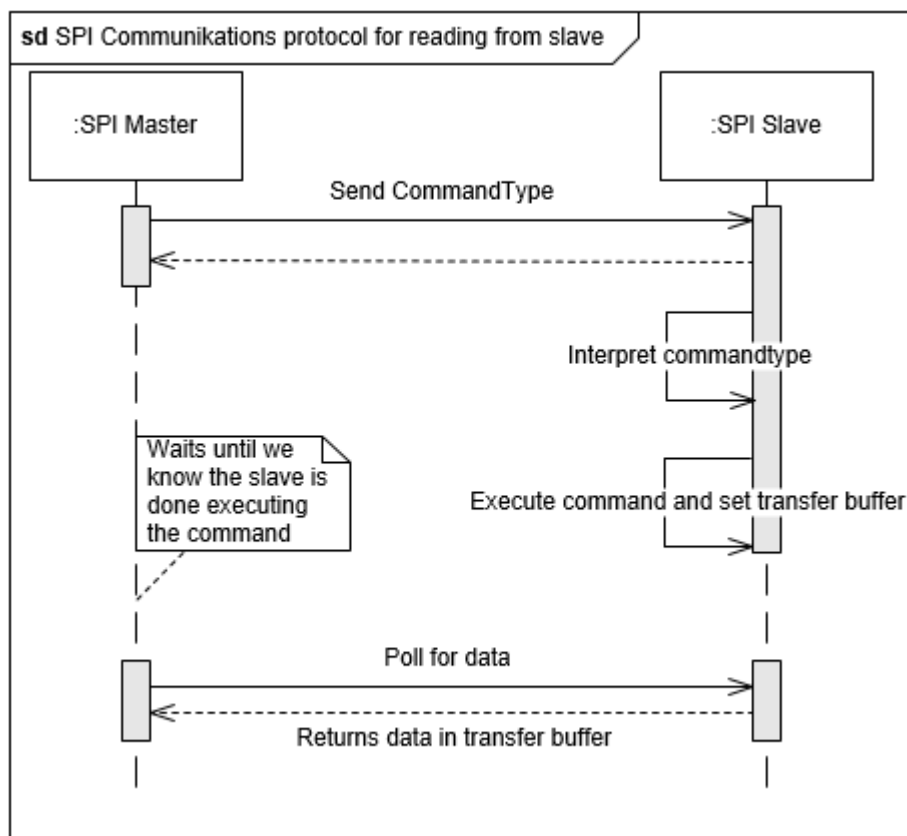 sd SPI Communikations protocol for reading from slave
:SPI Master
:SPI Slave
Send CommandType
Interpret commandtype
Waits until we
know the slave is
done executing
the command
Execute command and set transfer buffer
Poll for data
Returns data in transfer buffer